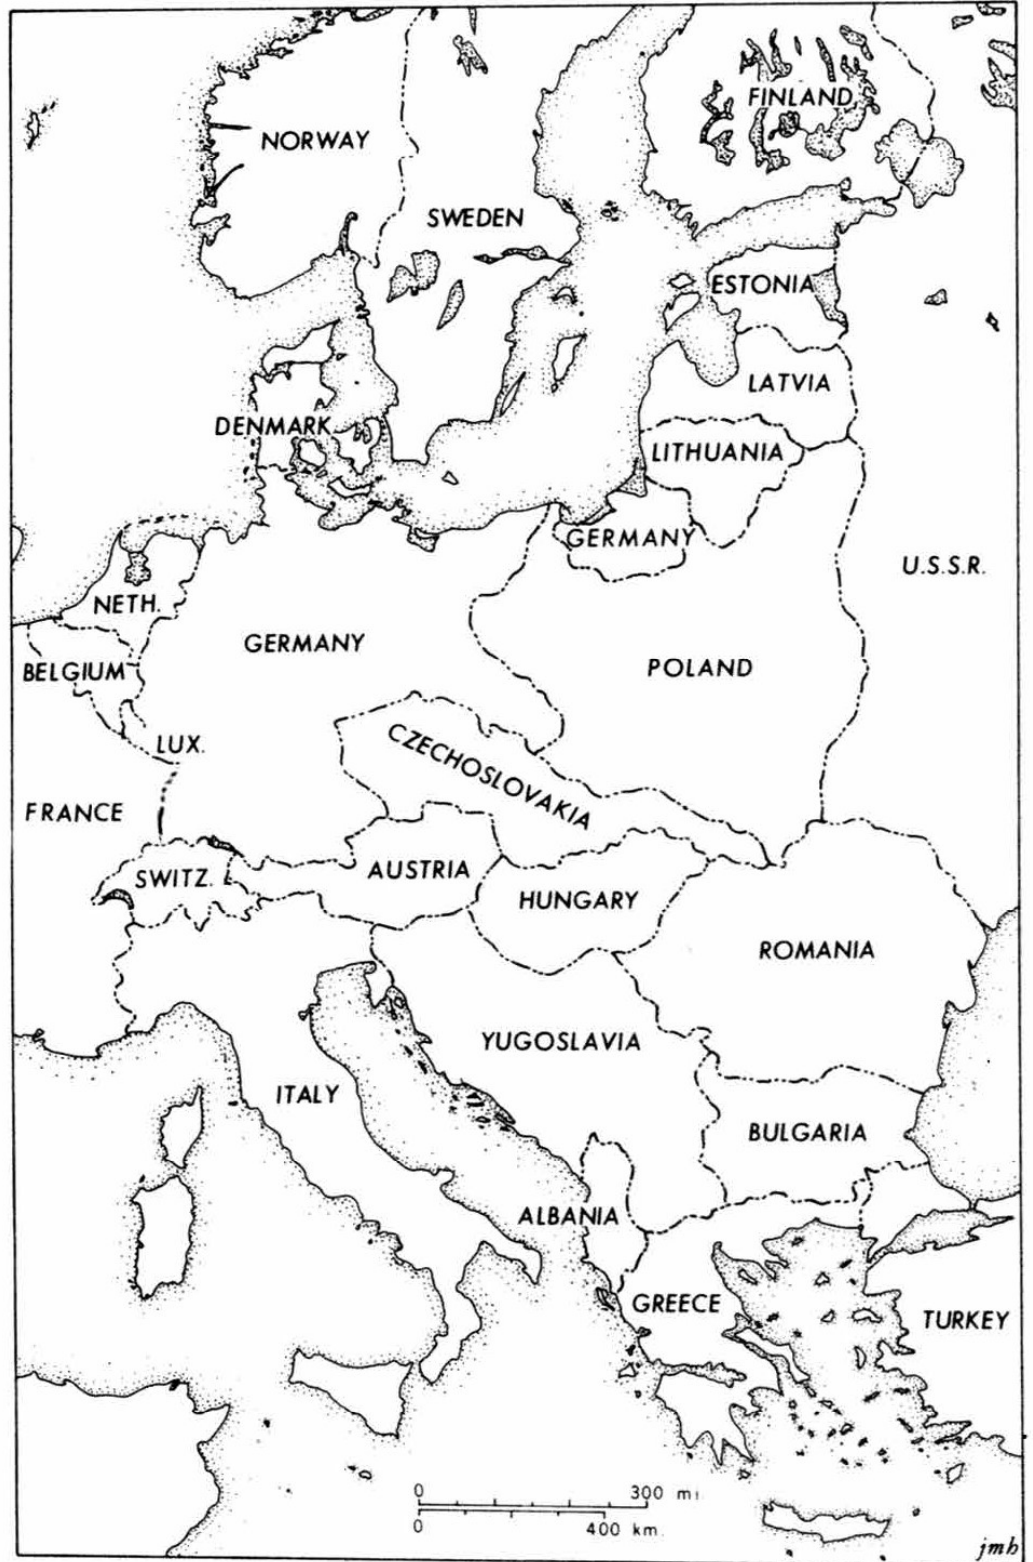 FINLAND
NORWAY
SWEDEN
ESTONIA
LATVIA
DENMARK
LITHUANIA
GERMANY
U.S.S.R.
NETH.
GERMANY
POLAND
BELGIUM
LUX.
CZECHOSLOVAKIA
FRANCE
SWITZ.
AUSTRIA
HUNGARY
ROMANIA
YUGOSLAVIA
ITALY
BULGARIA
ALBANIA
GREECE
TURKEY
0 300 mi
0 400 km.
jmh